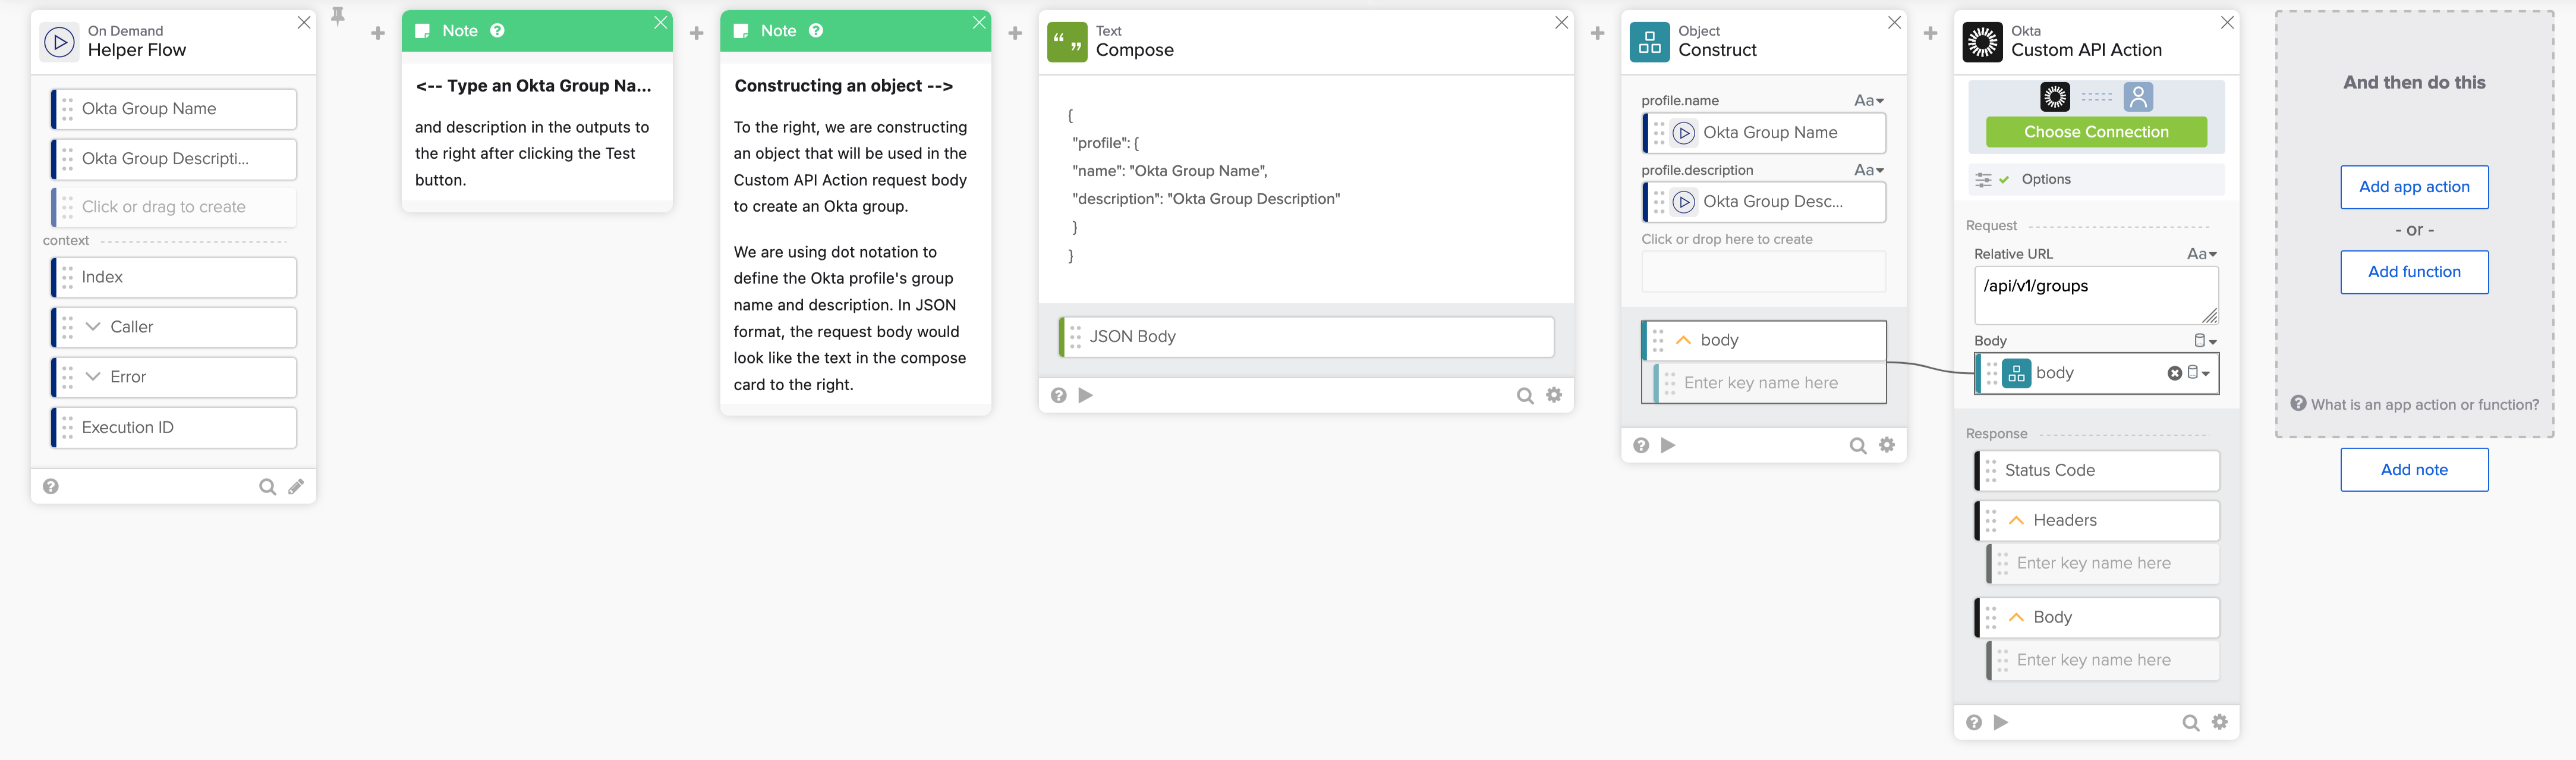 On Demand
Helper Flow
Okta Group Name
Okta Group Descripti...
Click or drag to create
context
Index
Caller
Error
Execution ID
Note
<-- Type an Okta Group Na...
and description in the outputs to
the right after clicking the Test
button.
Note
Constructing an object -->
To the right, we are constructing
an object that will be used in the
Custom API Action request body
to create an Okta group.
We are using dot notation to
define the Okta profile's group
name and description. In JSON
format, the request body would
look like the text in the compose
card to the right.
Text
Compose
{
"profile": {
"name": "Okta Group Name",
"description": "Okta Group Description"
}
}
JSON Body
Object
Construct
profile.name
Aa
Okta Group Name
profile.description
Aa
Okta Group Desc...
Click or drop here to create
body
Enter key name here
Okta
Custom API Action
Choose Connection
Options
Request
Relative URL
Aa
/api/v1/groups
Body
body
Response
Status Code
Headers
Enter key name here
Body
Enter key name here
And then do this
Add app action
- or -
Add function
What is an app action or function?
Add note